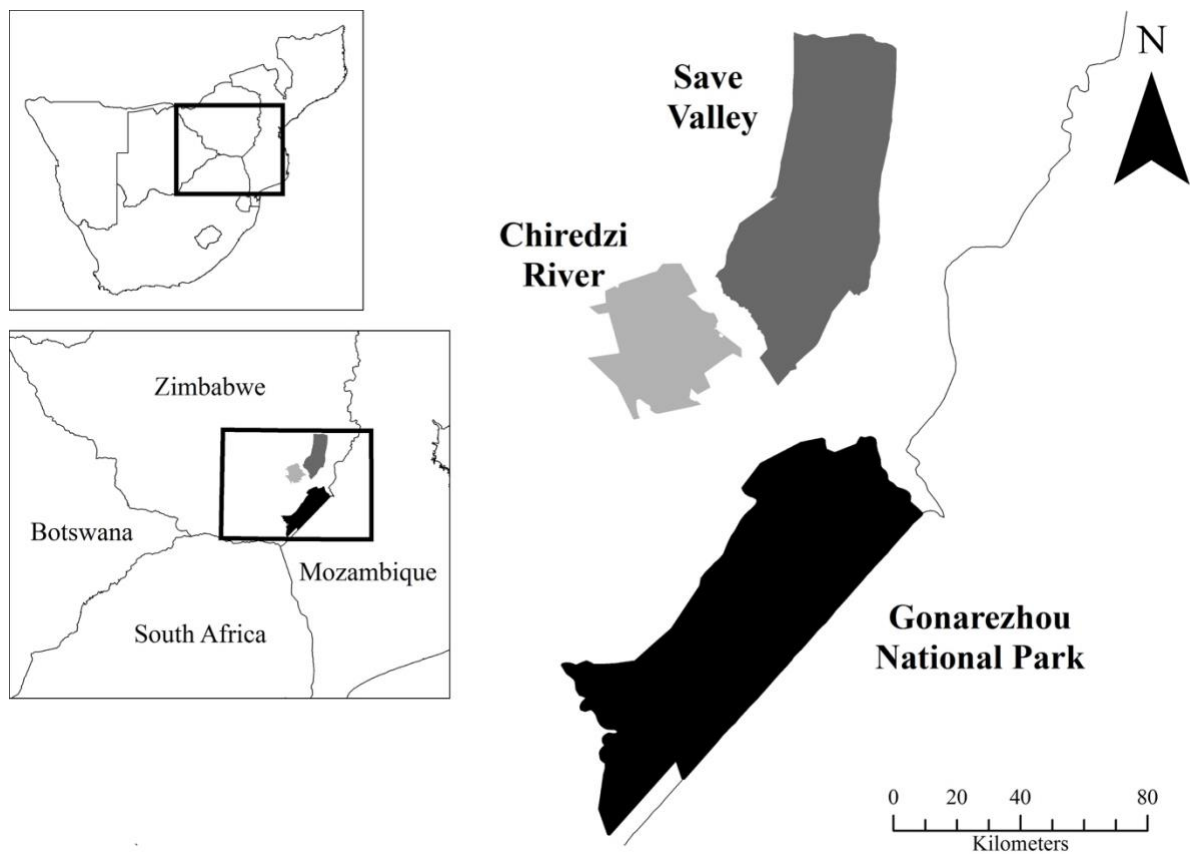 Zimbabwe
Botswana
Mozambique
South Africa
Save
Valley
Chiredzi
River
Gonarezhou
National Park
N
0 20 40 80
Kilometers